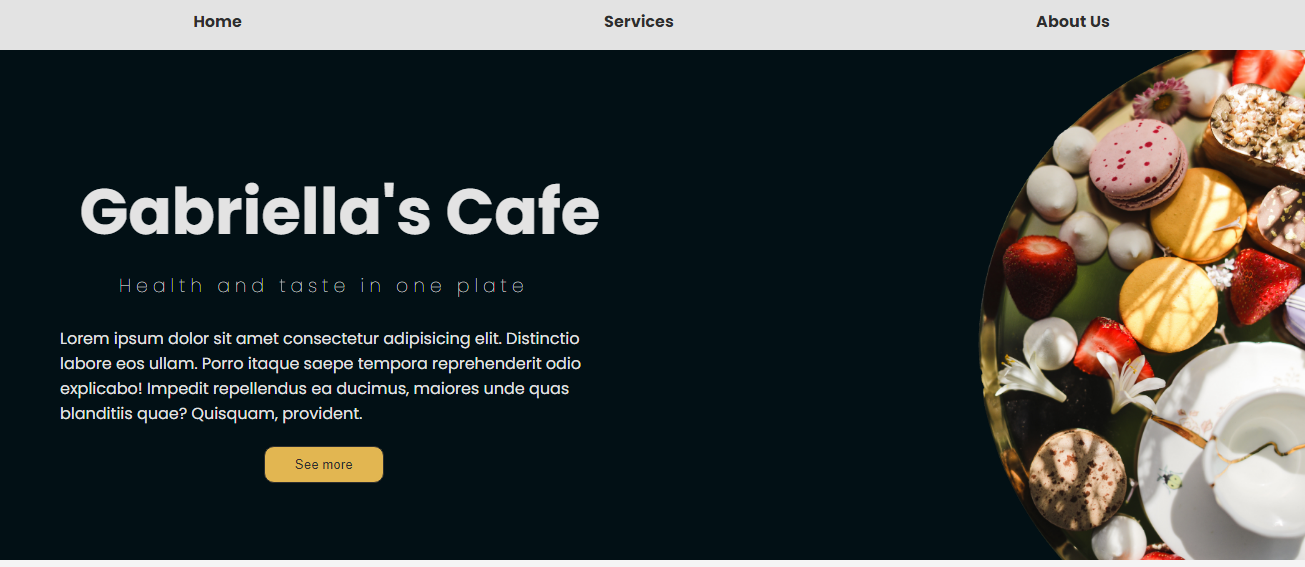 Home Services About Us
Gabriella's Cafe
Health and taste in one plate
Lorem ipsum dolor sit amet consectetur adipisicing elit. Distinctio
labore eos ullam. Porro itaque saepe tempora reprehenderit odio
explicabo! Impedit repellendus ea ducimus, maiores unde quas
blanditiis quae? Quisquam, provident.
See more